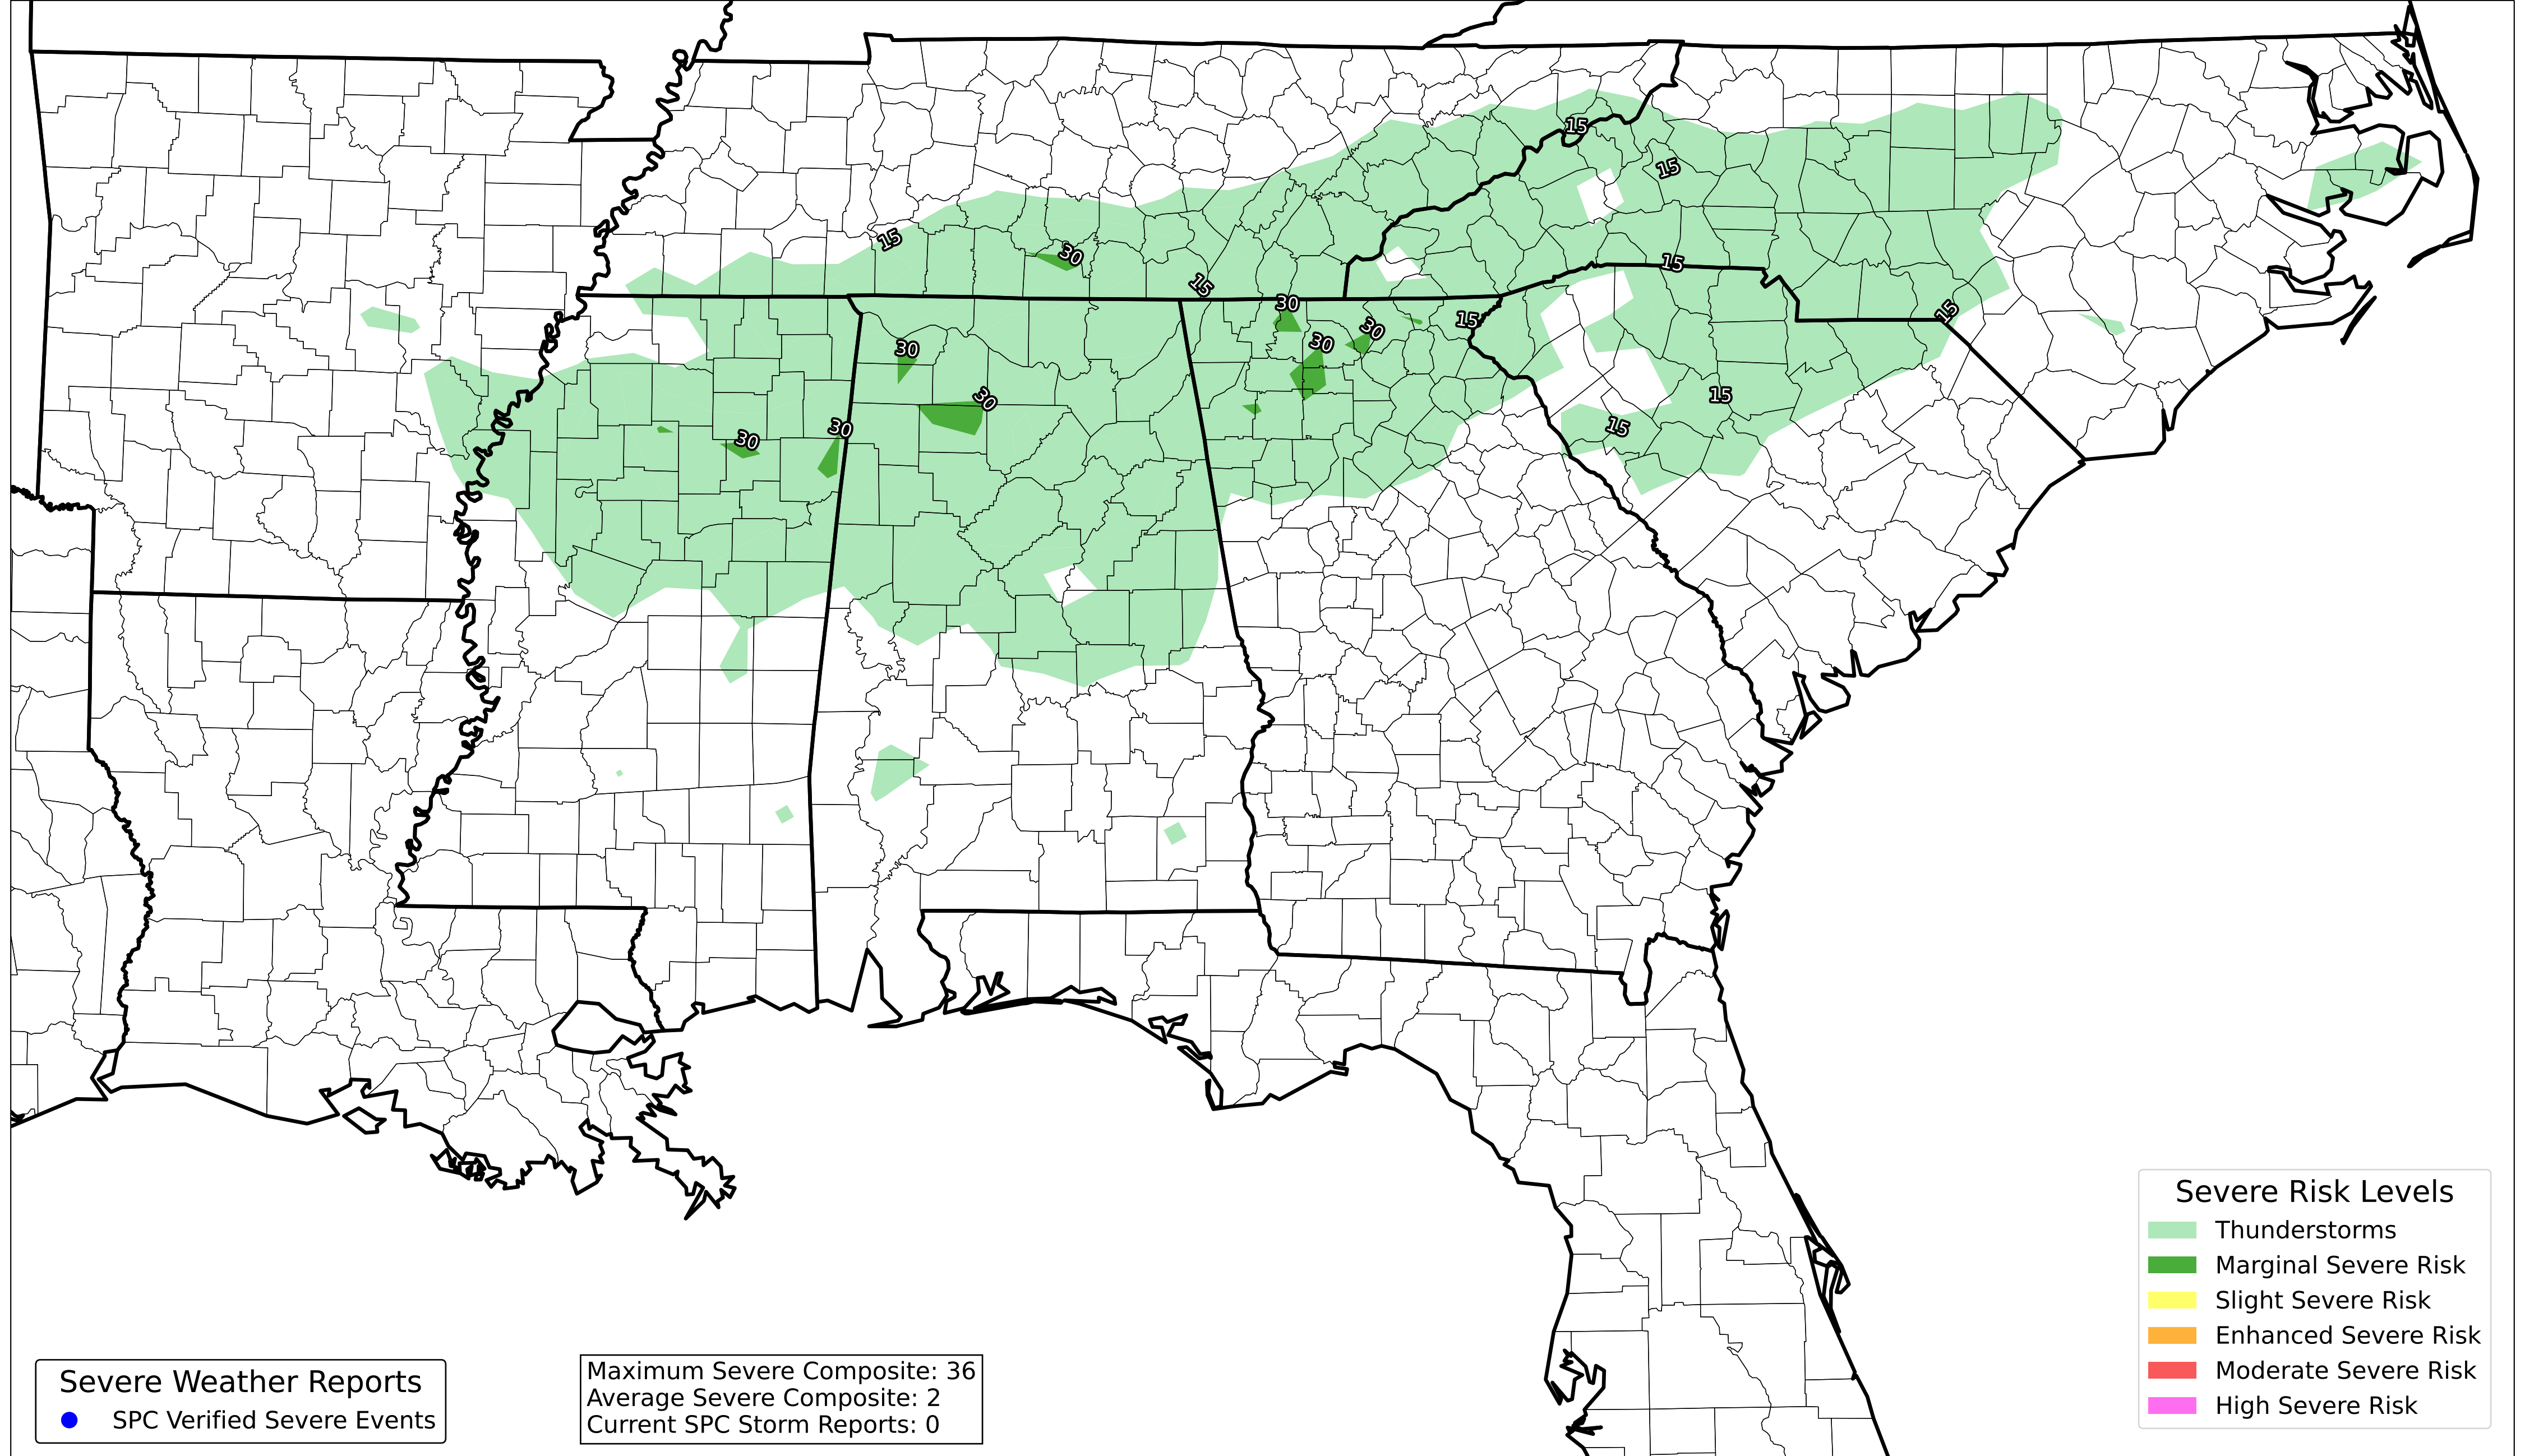 15
15
15
30
15
15
30
30
15
15
30
30
30
30
15
30
15
30
Severe Risk Levels
Thunderstorms
Marginal Severe Risk
Slight Severe Risk
Enhanced Severe Risk
Moderate Severe Risk
High Severe Risk
Severe Weather Reports
SPC Verified Severe Events
Maximum Severe Composite: 36
Average Severe Composite: 2
Current SPC Storm Reports: 0